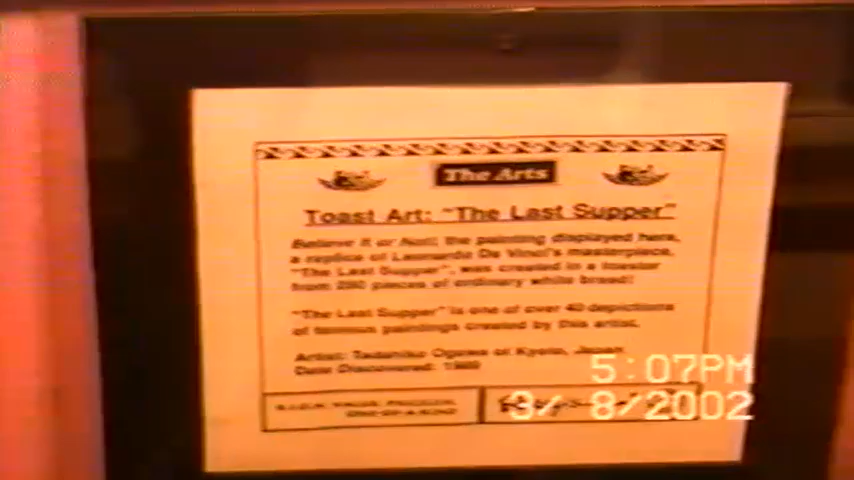 The Arts
Toast Art: "The Last Supper"
Believe It or Not!, the painting displayed here,
a replica of Leonardo Da Vinci's masterpiece,
"The Last Supper", was created in a toaster
from 280 pieces of ordinary white bread!
"The Last Supper" is one of over 40 depictions
of famous paintings created by this artist.
Artist: Tadahiko Ogawa of Kyoto, Japan
Date Discovered: 1989
ONE-OF-A-KIND
5:07PM
3/ 8/2002